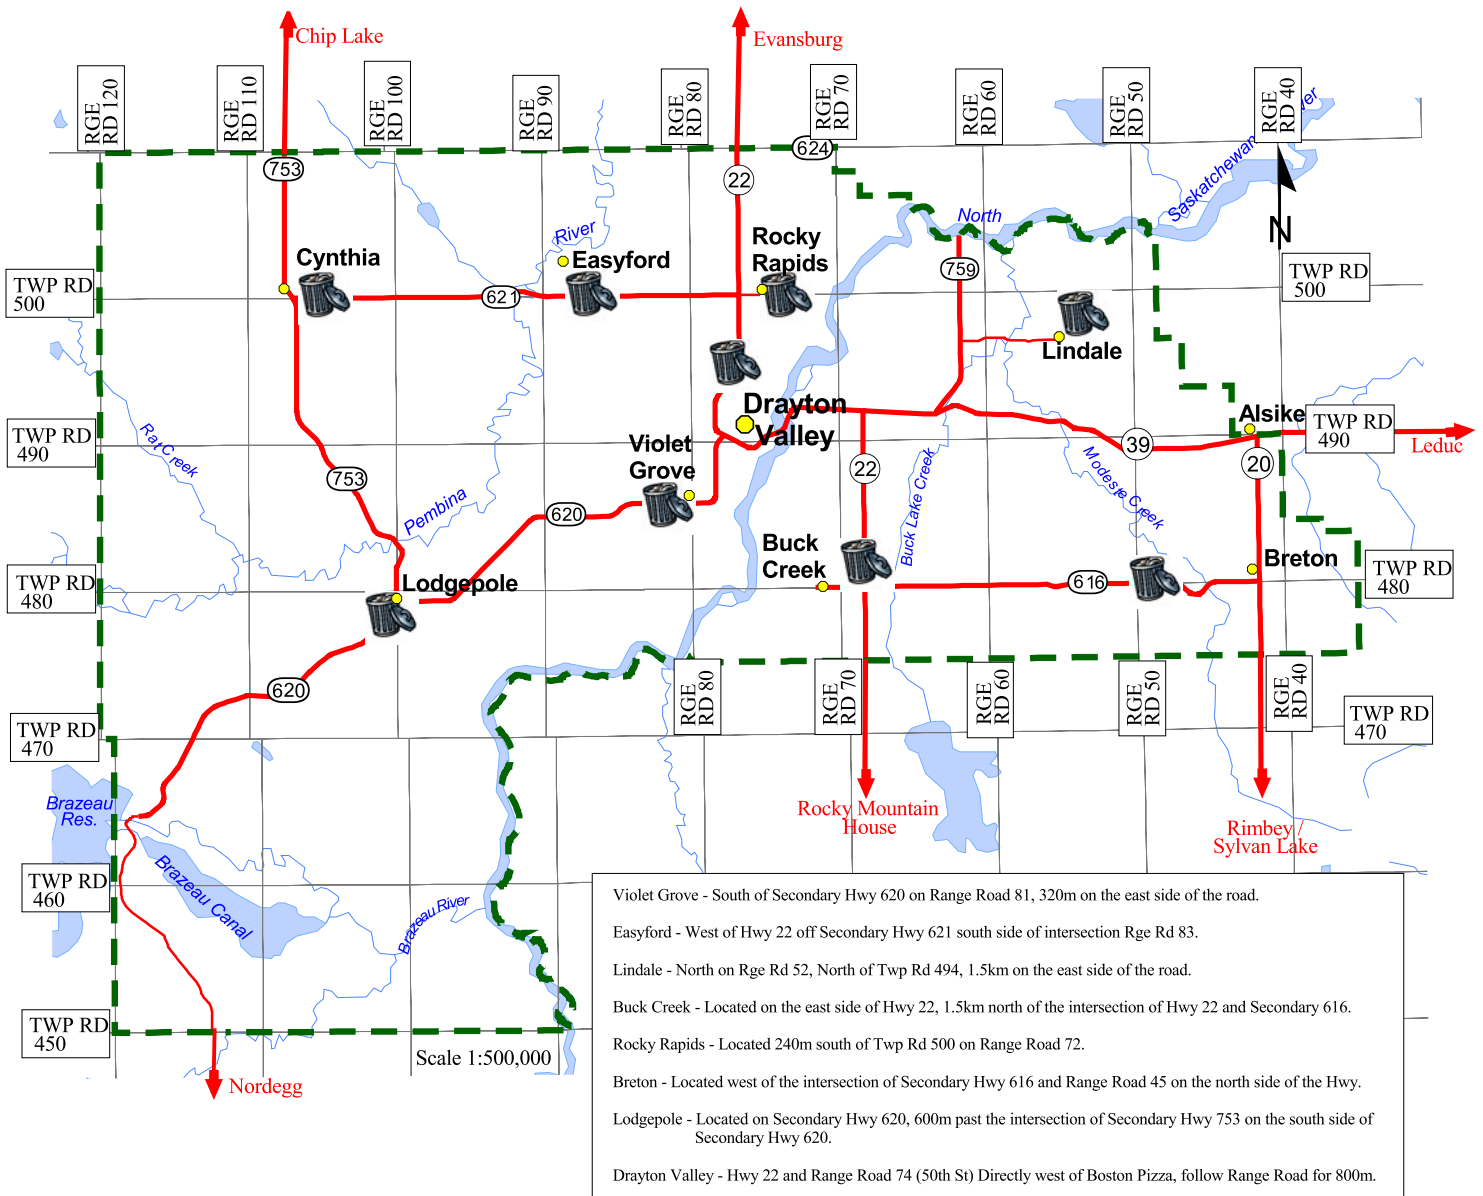 Chip Lake
Evansburg
RGE
RD 120
RGE
RD 110
RGE
RD 100
RGE
RD 90
RGE
RD 80
RGE
RD 70
RGE
RD 60
RGE
RD 50
RGE
RD 40
624
753
22
North
Saskatchewan
ver
N
River
Cynthia
Easyford
Rocky
Rapids
759
TWP RD
500
621
TWP RD
500
Lindale
Drayton
Valley
Alsike
TWP RD
490
Rat Creek
Violet
Grove
39
TWP RD
490
Leduc
753
22
20
Pembina
620
Buck Lake Creek
Modeste Creek
Buck
Creek
Breton
TWP RD
480
Lodgepole
616
TWP RD
480
620
RGE
RD 80
RGE
RD 70
RGE
RD 60
RGE
RD 50
RGE
RD 40
TWP RD
470
TWP RD
470
Brazeau
Res.
Rocky Mountain
House
Rimbey /
Sylvan Lake
TWP RD
460
Brazeau Canal
Brazeau River
TWP RD
450
Scale 1:500,000
Nordegg
Violet Grove - South of Secondary Hwy 620 on Range Road 81, 320m on the east side of the road.
Easyford - West of Hwy 22 off Secondary Hwy 621 south side of intersection Rge Rd 83.
Lindale - North on Rge Rd 52, North of Twp Rd 494, 1.5km on the east side of the road.
Buck Creek - Located on the east side of Hwy 22, 1.5km north of the intersection of Hwy 22 and Secondary 616.
Rocky Rapids - Located 240m south of Twp Rd 500 on Range Road 72.
Breton - Located west of the intersection of Secondary Hwy 616 and Range Road 45 on the north side of the Hwy.
Lodgepole - Located on Secondary Hwy 620, 600m past the intersection of Secondary Hwy 753 on the south side of
Secondary Hwy 620.
Drayton Valley - Hwy 22 and Range Road 74 (50th St) Directly west of Boston Pizza, follow Range Road for 800m.